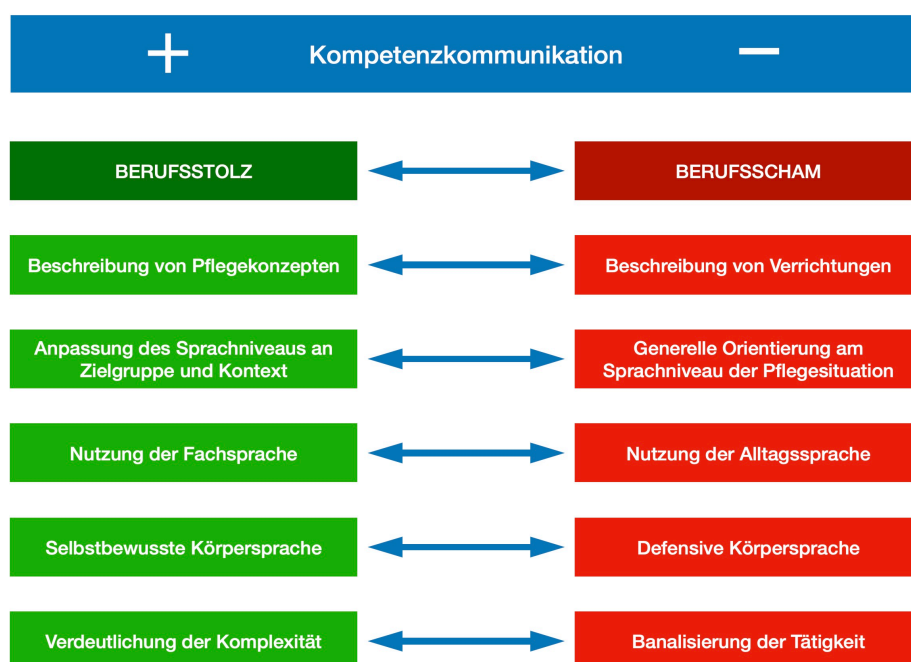 + Kompetenzkommunikation −
BERUFSSTOLZ
BERUFSSCHAM
Beschreibung von Pflegekonzepten
Beschreibung von Verrichtungen
Anpassung des Sprachniveaus an
Zielgruppe und Kontext
Generelle Orientierung am
Sprachniveau der Pflegesituation
Nutzung der Fachsprache
Nutzung der Alltagssprache
Selbstbewusste Körpersprache
Defensive Körpersprache
Verdeutlichung der Komplexität
Banalisierung der Tätigkeit